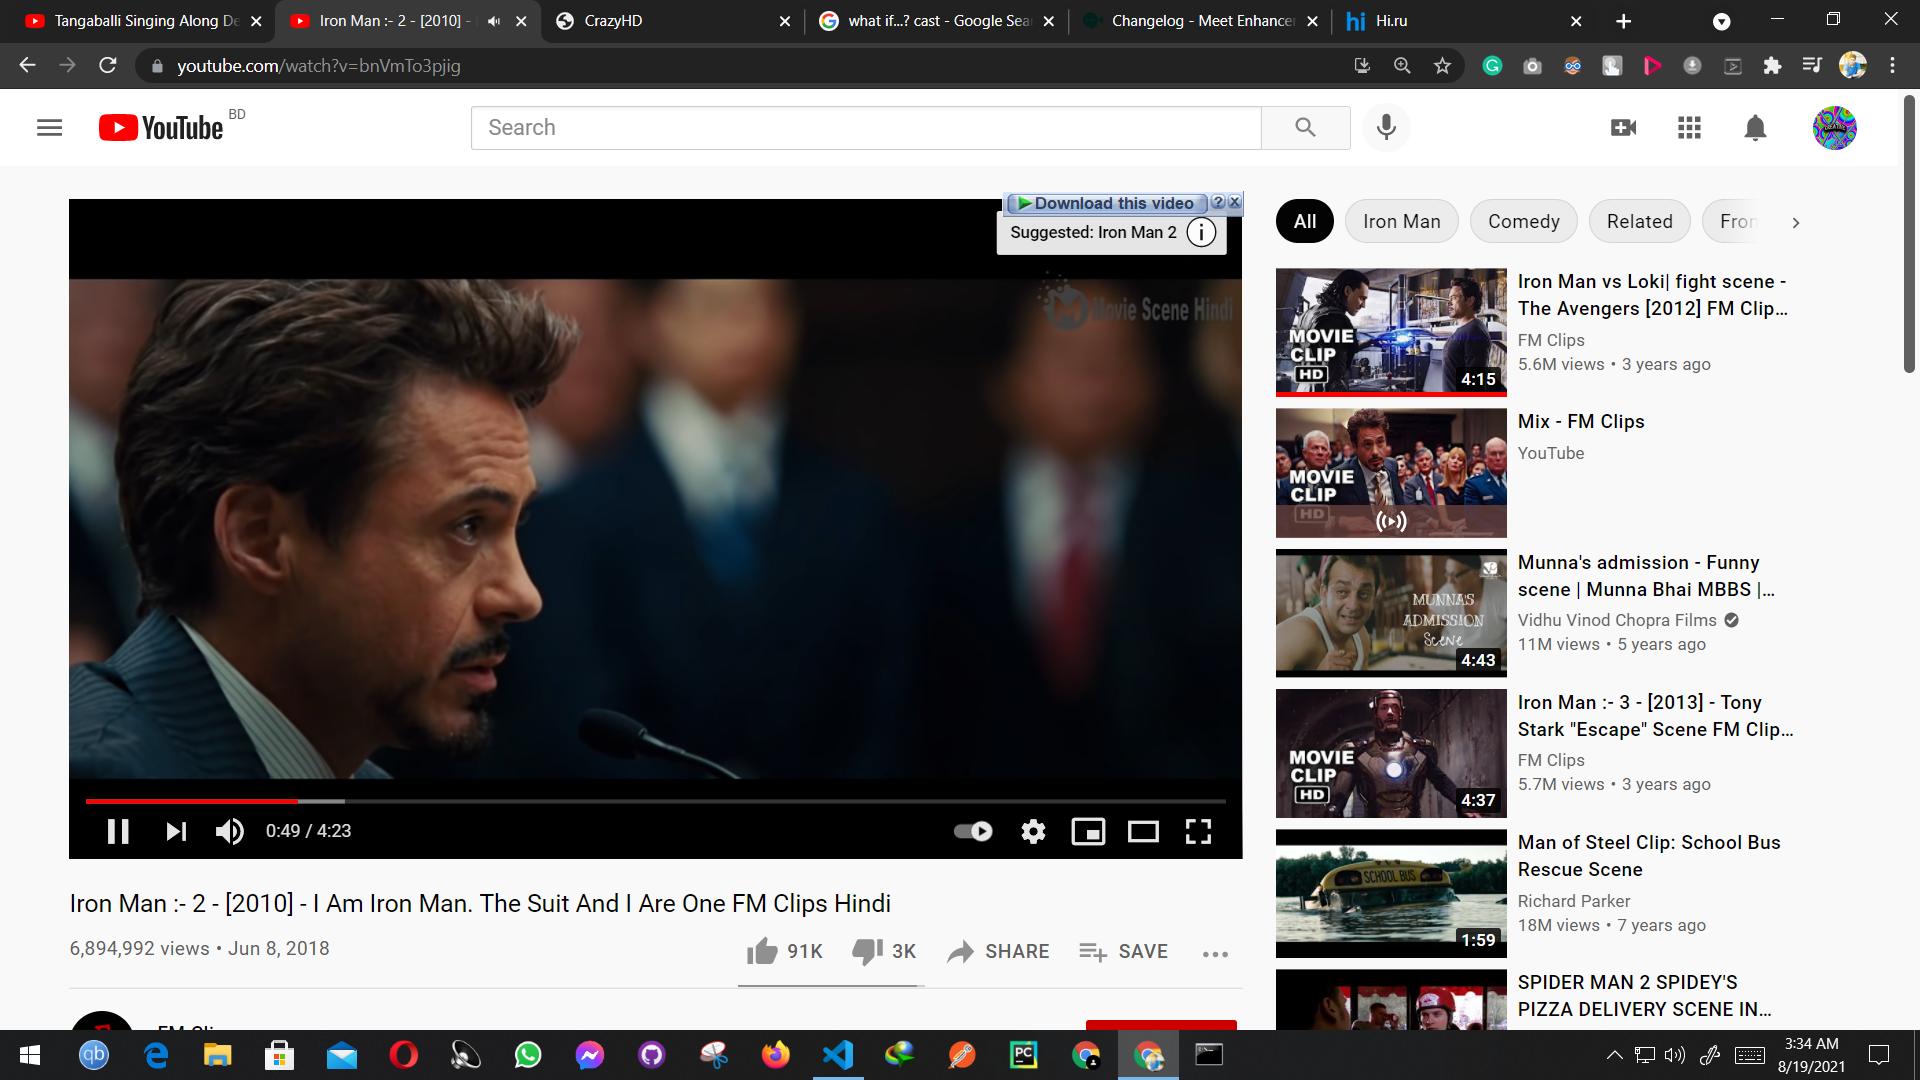 Tangaballi Singing Along De
Iron Man :- 2 - [2010] -
CrazyHD
what if...? cast - Google Sea
Changelog - Meet Enhancer
Hi.ru
youtube.com/watch?v=bnVmTo3pjig
YouTube BD
Search
Download this video
Suggested: Iron Man 2
Movie Scene Hindi
0:49 / 4:23
Iron Man :- 2 - [2010] - I Am Iron Man. The Suit And I Are One FM Clips Hindi
6,894,992 views • Jun 8, 2018
91K 3K SHARE SAVE
All Iron Man Comedy Related Fron
MOVIE
CLIP
HD
4:15
Iron Man vs Loki| fight scene -
The Avengers [2012] FM Clip...
FM Clips
5.6M views • 3 years ago
MOVIE
CLIP
HD
Mix - FM Clips
YouTube
MUNNA'S
ADMISSION
Scene
4:43
Munna's admission - Funny
scene | Munna Bhai MBBS |...
Vidhu Vinod Chopra Films
11M views • 5 years ago
MOVIE
CLIP
HD
4:37
Iron Man :- 3 - [2013] - Tony
Stark "Escape" Scene FM Clip...
FM Clips
5.7M views • 3 years ago
SCHOOL BUS
1:59
Man of Steel Clip: School Bus
Rescue Scene
Richard Parker
18M views • 7 years ago
SPIDER MAN 2 SPIDEY'S
PIZZA DELIVERY SCENE IN...
3:34 AM
8/19/2021